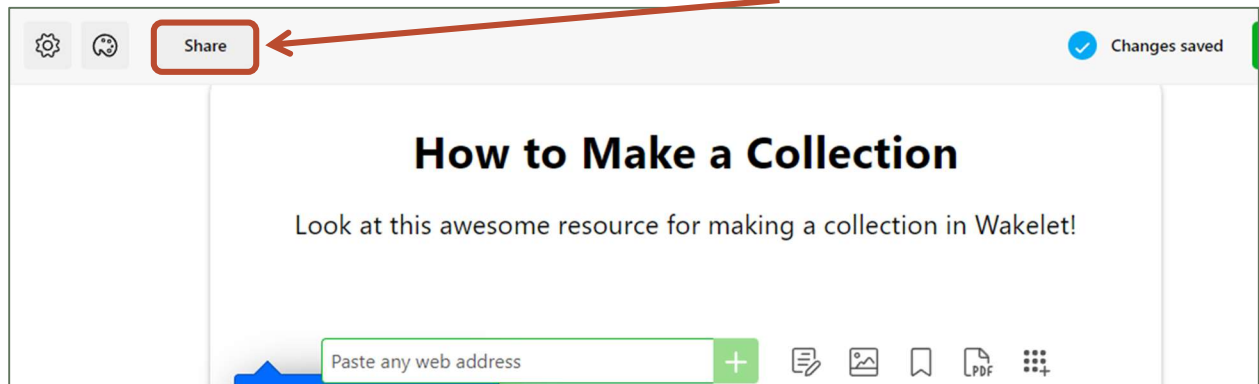 Share
Changes saved
How to Make a Collection
Look at this awesome resource for making a collection in Wakelet!
Paste any web address
PDF